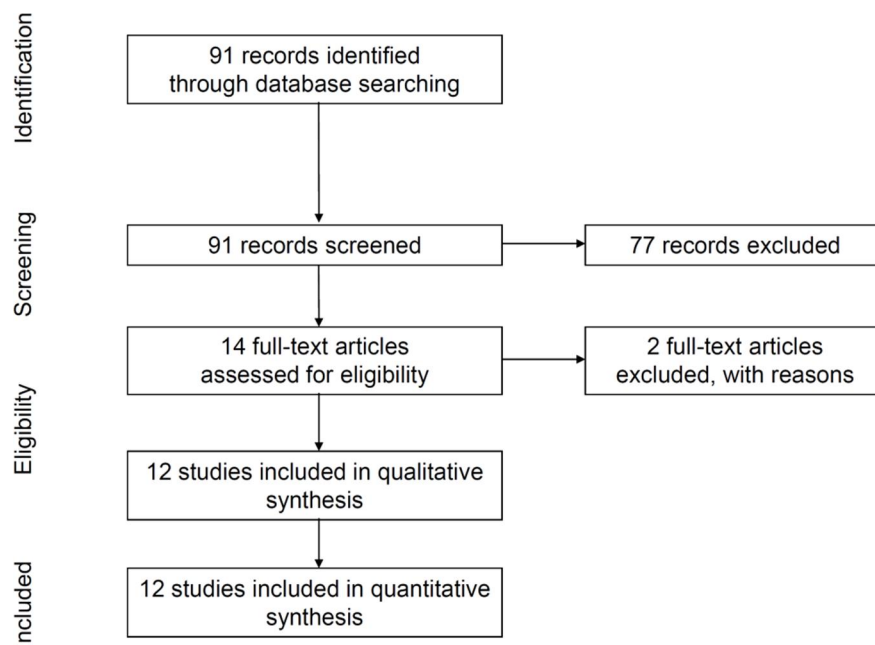 Identification
91 records identified
through database searching
Screening
91 records screened
77 records excluded
14 full-text articles
assessed for eligibility
2 full-text articles
excluded, with reasons
Eligibility
12 studies included in qualitative
synthesis
ncluded
12 studies included in quantitative
synthesis